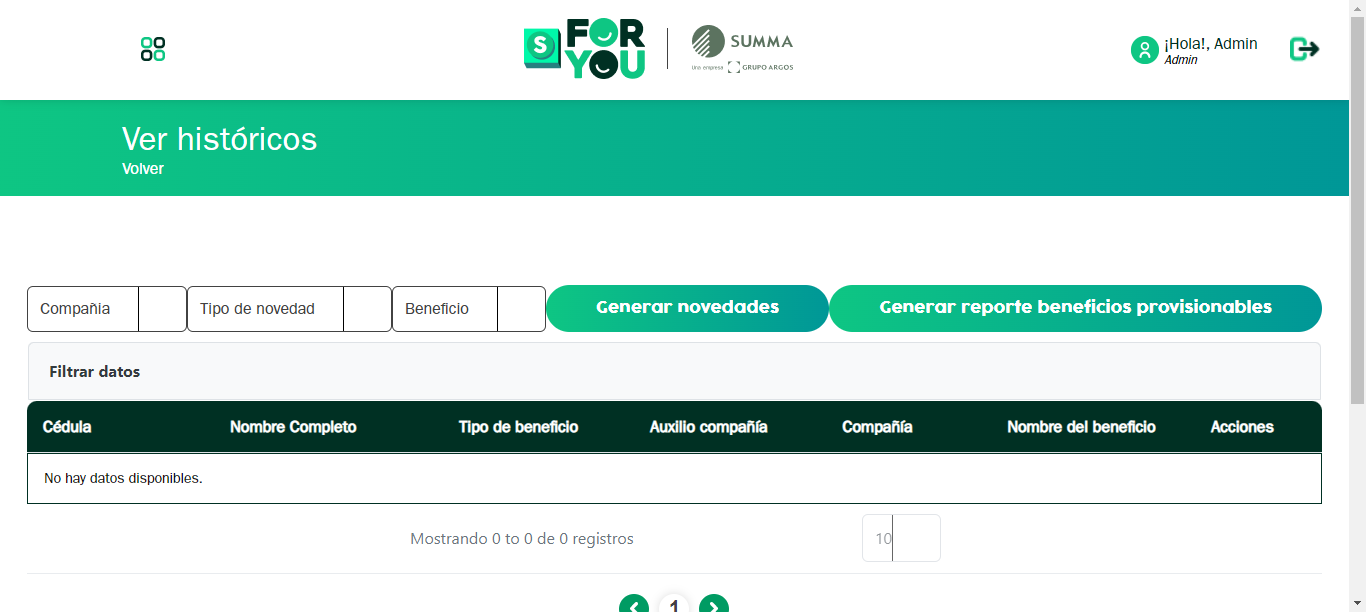 S FOR YOU
SUMMA
Una empresa GRUPO ARGOS
¡Hola!, Admin
Admin
Ver históricos
Volver
Compañia Tipo de novedad Beneficio Generar novedades Generar reporte beneficios provisionables
Filtrar datos
Cédula Nombre Completo Tipo de beneficio Auxilio compañía Compañía Nombre del beneficio Acciones
No hay datos disponibles.
Mostrando 0 to 0 de 0 registros 10
1